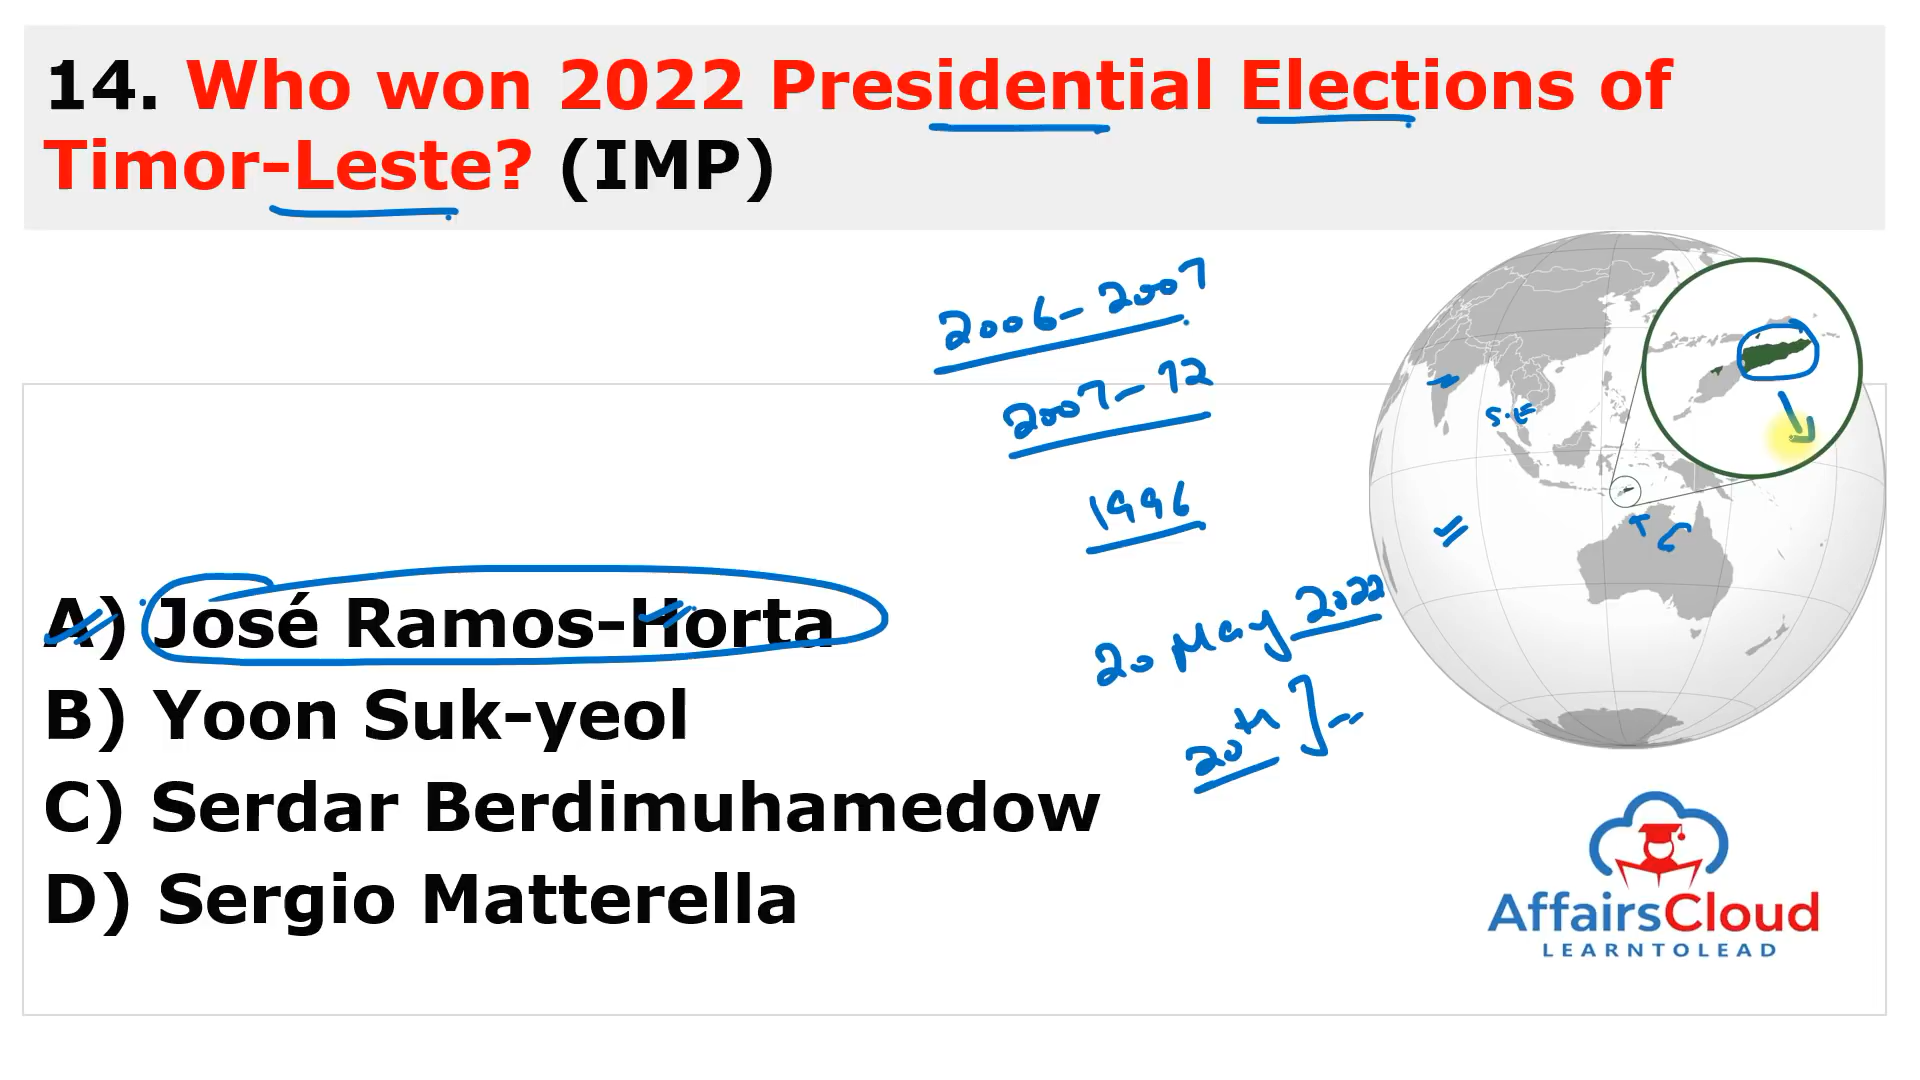 14. Who won 2022 Presidential Elections of
Timor-Leste? (IMP)
2006-2007
2007-12
S.E
1996
A) José Ramos-Horta
20 May 2022
B) Yoon Suk-yeol
20th
C) Serdar Berdimuhamedow
D) Sergio Matterella
AffairsCloud
LEARNTOLEAD